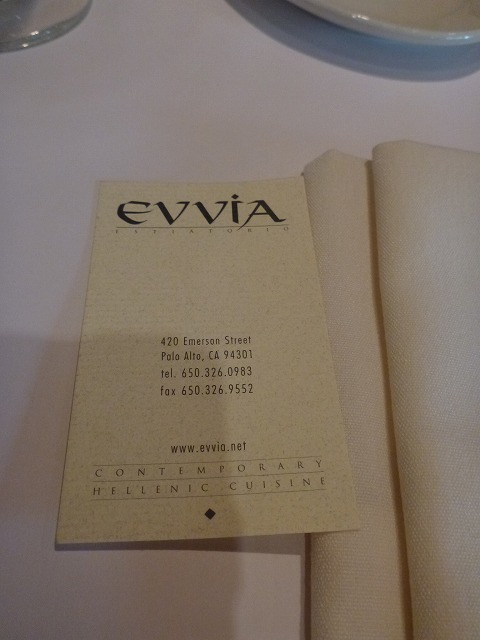 EVVIA
ESTIATORIO
420 Emerson Street
Palo Alto, CA 94301
tel. 650.326.0983
fax 650.326.9552
www.evvia.net
CONTEMPORARY
HELLENIC CUISINE